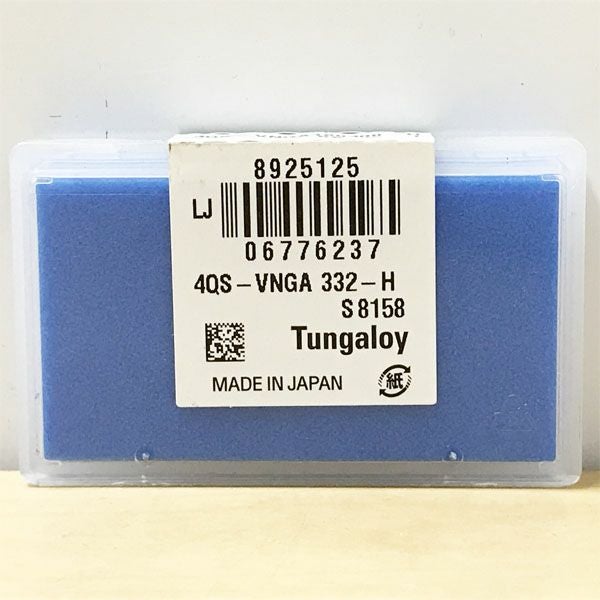 8925125
LJ
06776237
4QS-VNGA 332-H
S8158
Tungaloy
MADE IN JAPAN
紙